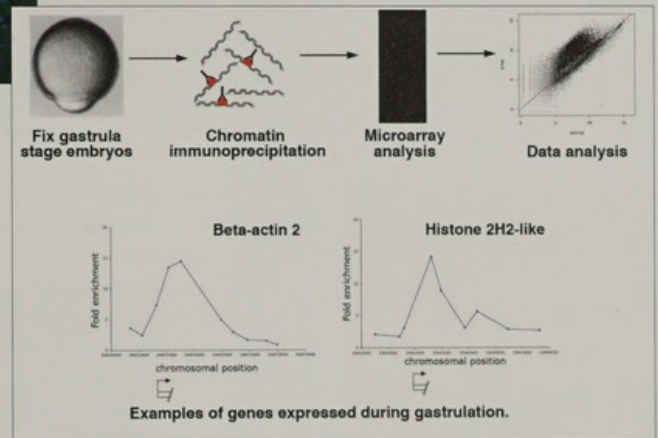 Fix gastrula
stage embryos
Chromatin
immunoprecipitation
Microarray
analysis
Data analysis
Beta-actin 2
Fold enrichment
chromosomal position
Histone 2H2-like
Fold enrichment
chromosomal position
Examples of genes expressed during gastrulation.